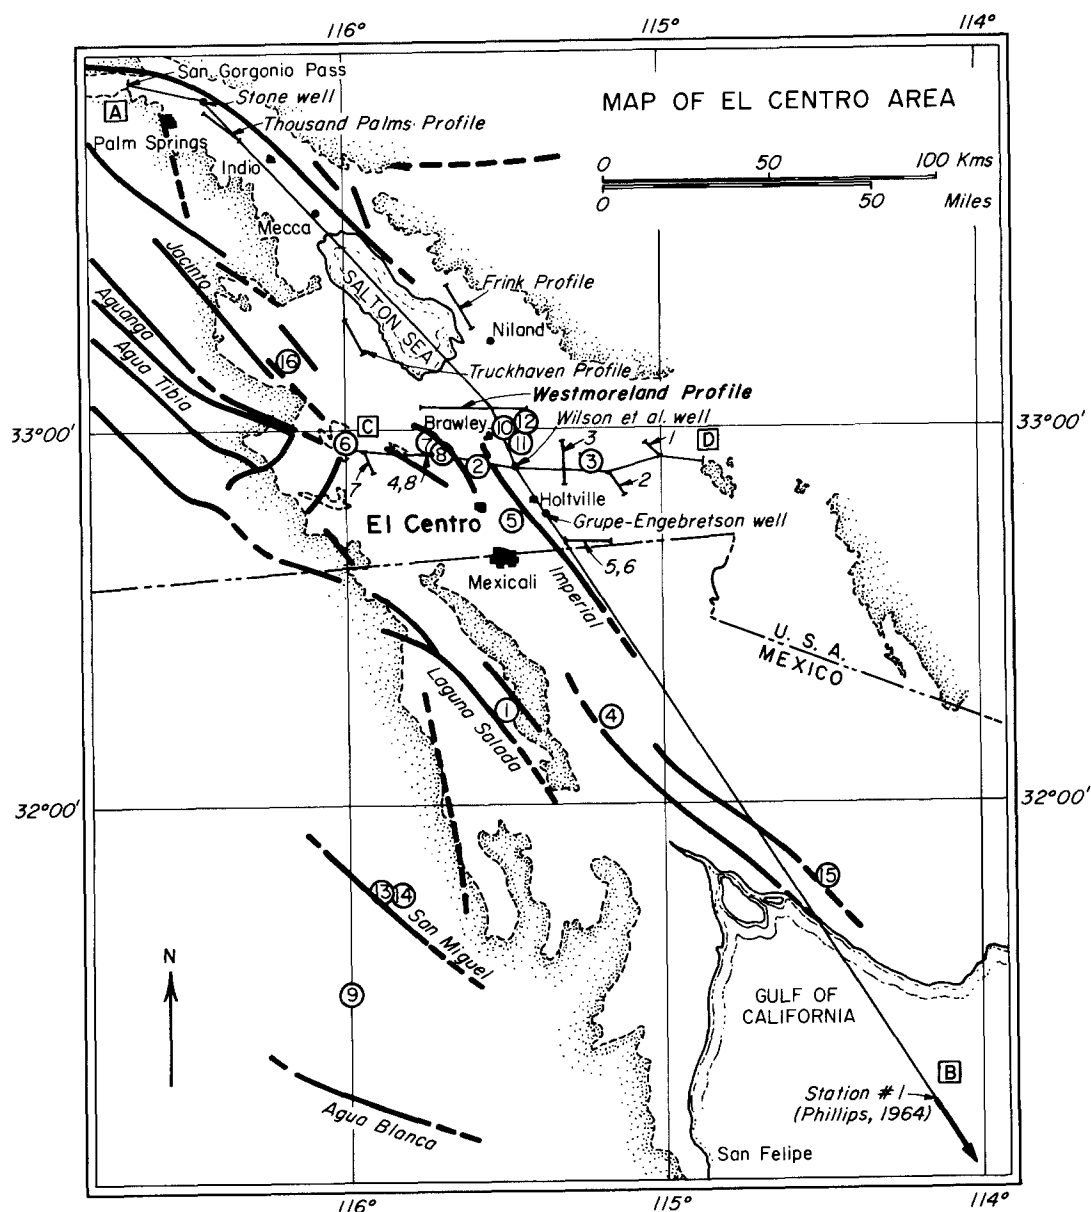 116°
115°
114°
San Gorgonio Pass
A
Stone well
Thousand Palms Profile
Palm Springs
Indio
Mecca
MAP OF EL CENTRO AREA
0 50 100 Kms
0 50 Miles
Jacinto
Aguanga
Agua Tibia
SALTON SEA
Frink Profile
Niland
Truckhaven Profile
Westmoreland Profile
Wilson et al. well
Brawley
16
33°00'
33°00'
6
C
7
8
2
10
12
11
3
3
1
D
2
7
4,8
Holtville
El Centro
5
Grupe-Engebretson well
5,6
Mexicali
Imperial
U. S. A.
MEXICO
Laguna Salada
1
4
32°00'
32°00'
15
13
14
San Miguel
N
9
GULF OF
CALIFORNIA
B
Station #1
(Phillips, 1964)
Agua Blanca
San Felipe
116°
115°
114°